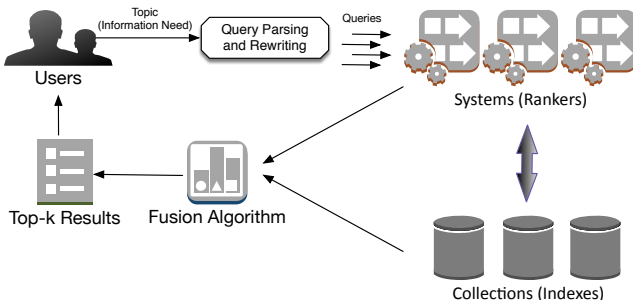 Topic
(Information Need)
Query Parsing
and Rewriting
Queries
Users
Systems (Rankers)
Top-k Results
Fusion Algorithm
Collections (Indexes)